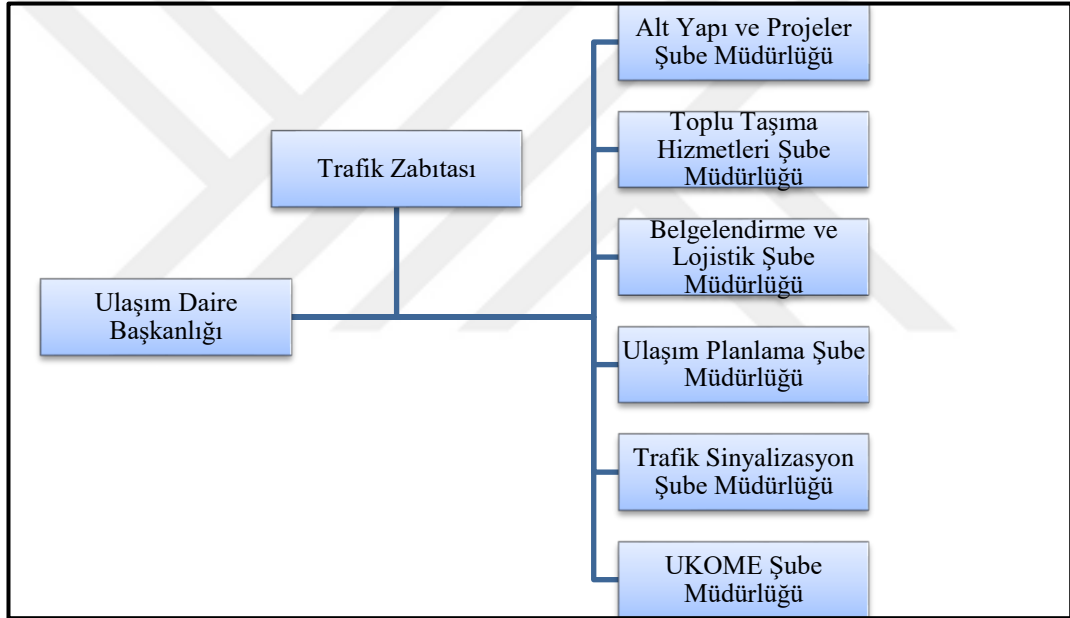 Alt Yapı ve Projeler
Şube Müdürlüğü
Toplu Taşıma
Hizmetleri Şube
Müdürlüğü
Trafik Zabıtası
Belgelendirme ve
Lojistik Şube
Müdürlüğü
Ulaşım Daire
Başkanlığı
Ulaşım Planlama Şube
Müdürlüğü
Trafik Sinyalizasyon
Şube Müdürlüğü
UKOME Şube
Müdürlüğü